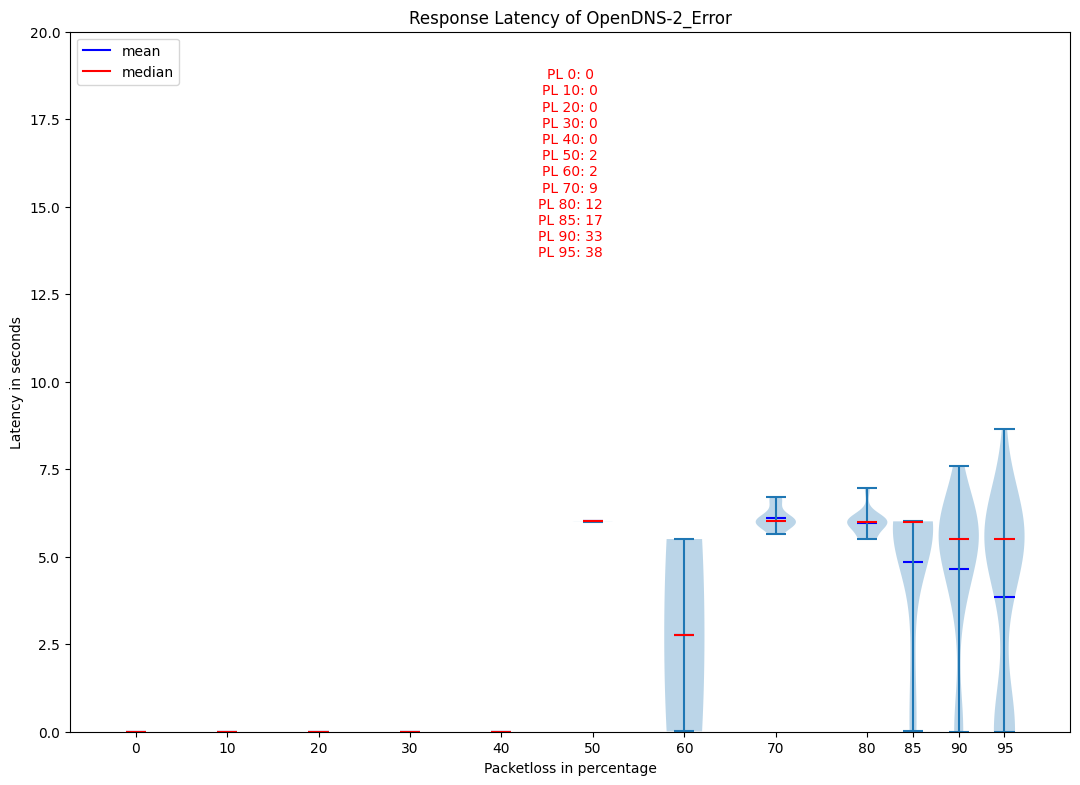 Response Latency of OpenDNS-2_Error
mean
median
PL 0: 0
PL 10: 0
PL 20: 0
PL 30: 0
PL 40: 0
PL 50: 2
PL 60: 2
PL 70: 9
PL 80: 12
PL 85: 17
PL 90: 33
PL 95: 38
Latency in seconds
20.0
17.5
15.0
12.5
10.0
7.5
5.0
2.5
0.0
0 10 20 30 40 50 60 70 80 85 90 95
Packetloss in percentage